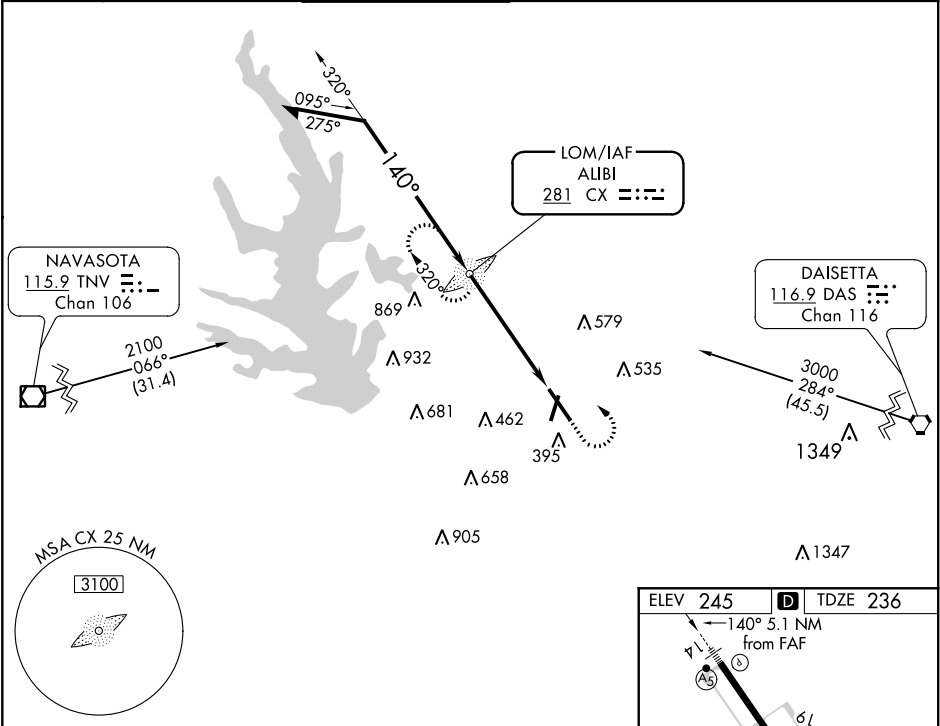 320°
095°
275°
140°
LOM/IAF
ALIBI
281 CX
320°
NAVASOTA
115.9 TNV
Chan 106
2100
066°
(31.4)
DAISETTA
116.9 DAS
Chan 116
3000
284°
(45.5)
869
579
932
535
681
462
395
1349
658
905
1347
MSA CX 25 NM
3100
ELEV 245 D TDZE 236
140° 5.1 NM
from FAF
14
A5
19